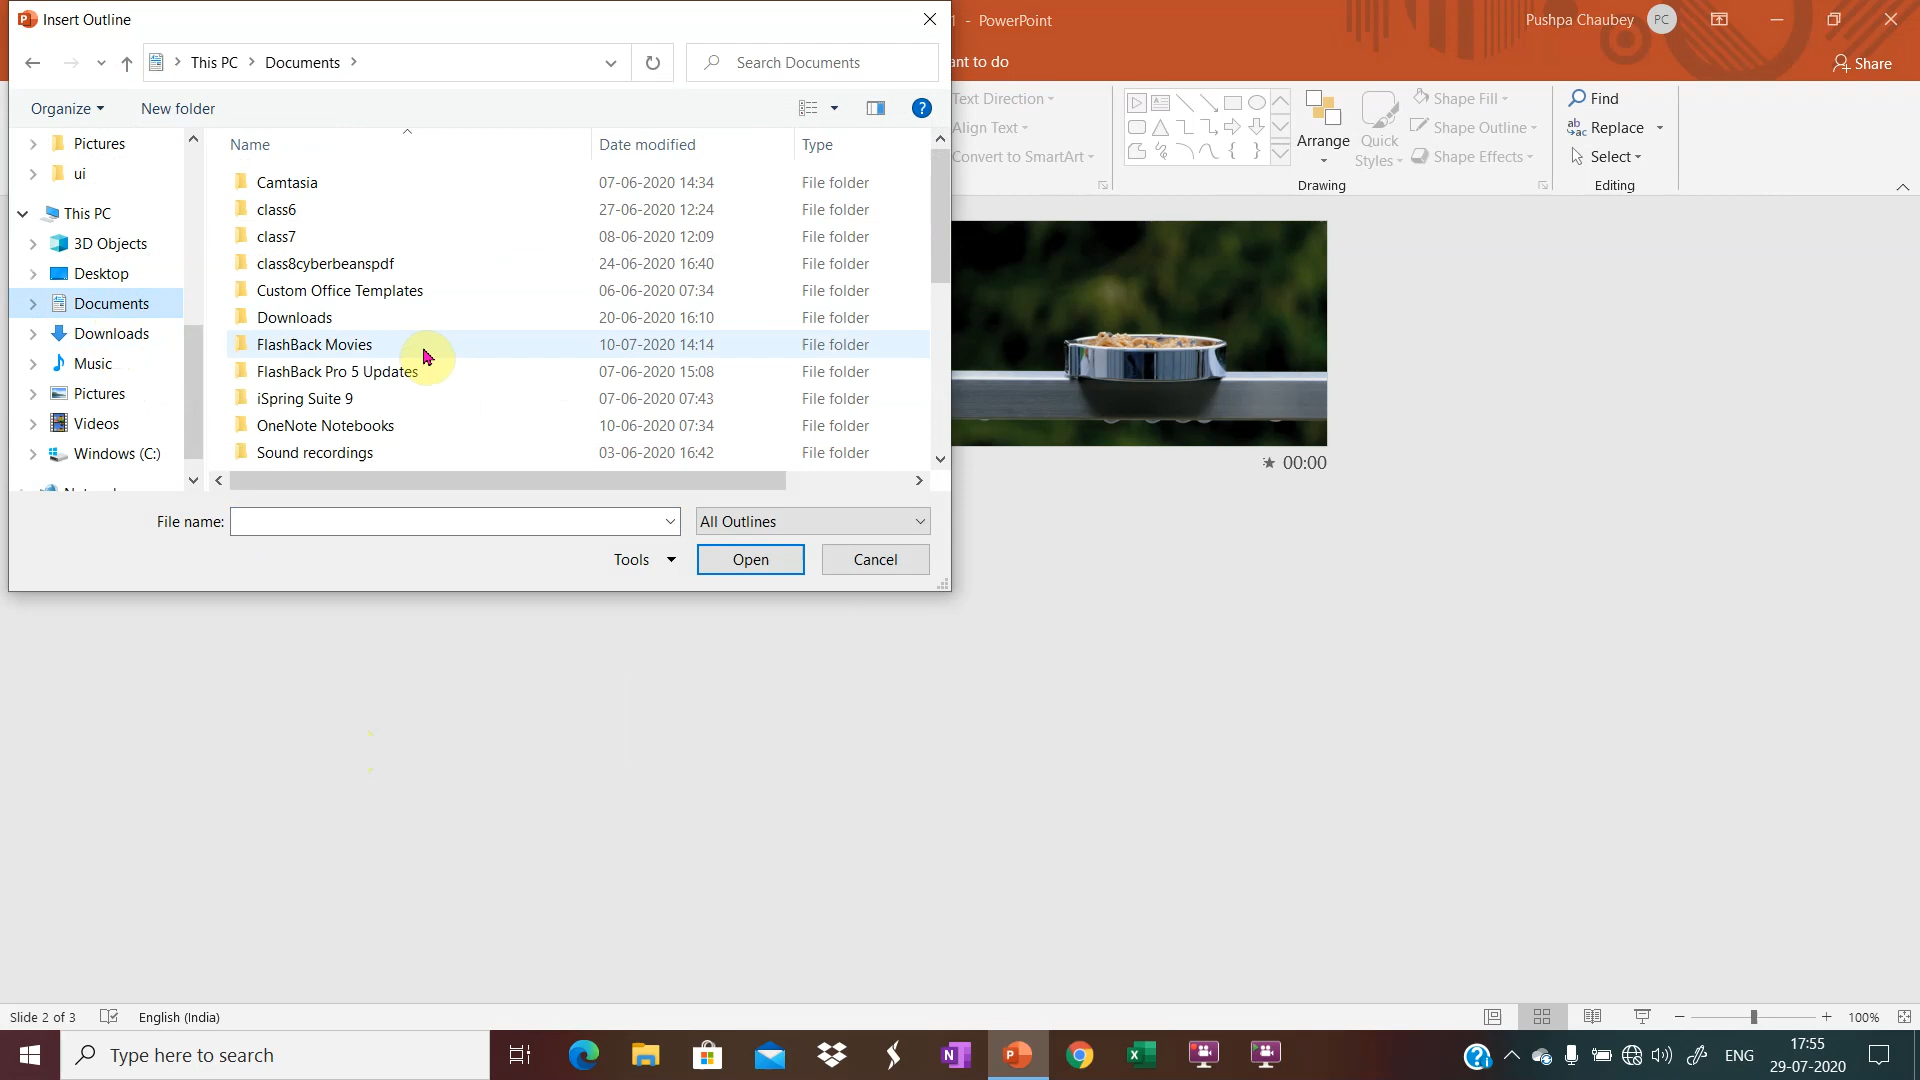 Insert Outline
1 - PowerPoint
Pushpa Chaubey PC
This PC Documents
Search Documents
ant to do
Share
Organize New folder
Text Direction
Align Text
Convert to SmartArt
Arrange
Quick
Styles
Shape Fill
Shape Outline
Shape Effects
Drawing
Find
Replace
Select
Editing
Pictures
ui
This PC
3D Objects
Desktop
Documents
Downloads
Music
Pictures
Videos
Windows (C:)
Name Date modified Type
Camtasia 07-06-2020 14:34 File folder
class6 27-06-2020 12:24 File folder
class7 08-06-2020 12:09 File folder
class8cyberbeanspdf 24-06-2020 16:40 File folder
Custom Office Templates 06-06-2020 07:34 File folder
Downloads 20-06-2020 16:10 File folder
FlashBack Movies 10-07-2020 14:14 File folder
FlashBack Pro 5 Updates 07-06-2020 15:08 File folder
iSpring Suite 9 07-06-2020 07:43 File folder
OneNote Notebooks 10-06-2020 07:34 File folder
Sound recordings 03-06-2020 16:42 File folder
00:00
File name: All Outlines
Tools Open Cancel
Slide 2 of 3 English (India) 100%
Type here to search
ENG
17:55
29-07-2020